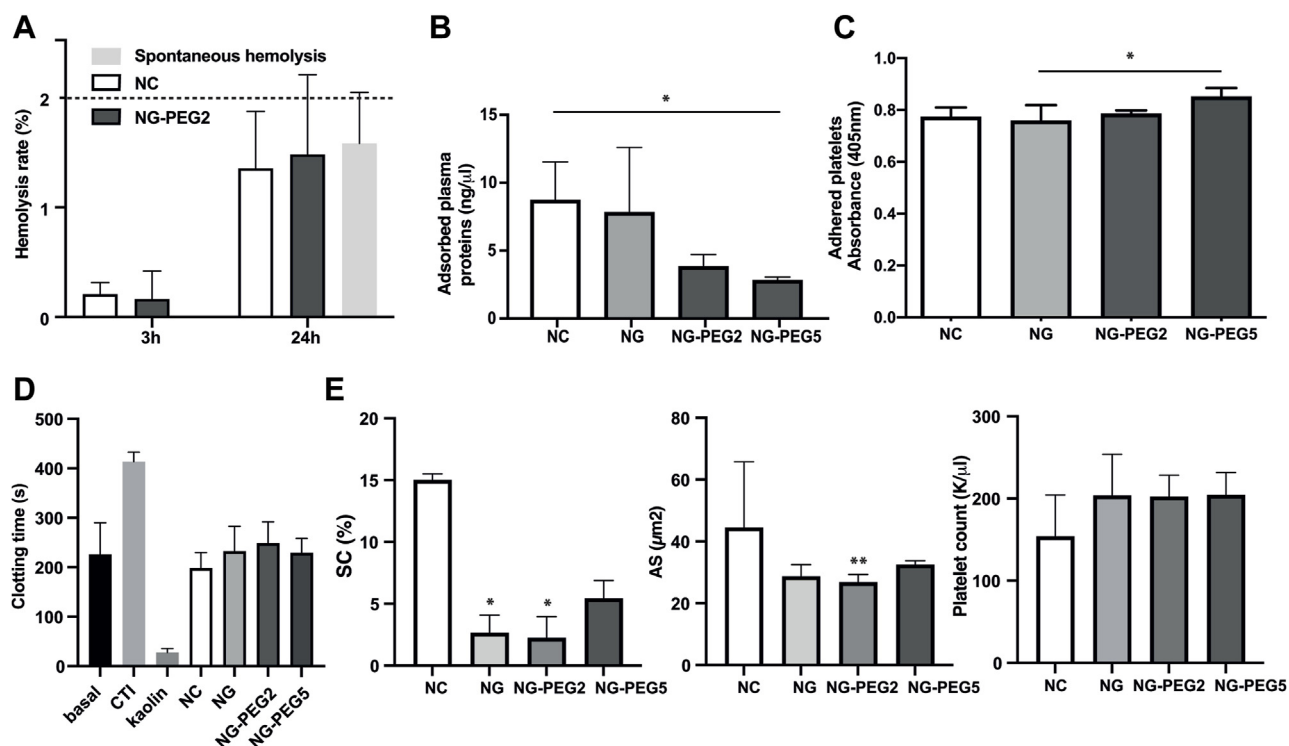 A
Spontaneous hemolysis
NC
NG-PEG2
Hemolysis rate (%)
2
1
0
3h
24h
B
*
Adsorbed plasma
proteins (ng/μl)
15
10
5
0
NC
NG
NG-PEG2
NG-PEG5
C
*
Adhered platelets
Absorbance (405nm)
1.0
0.8
0.6
0.4
0.2
0.0
NC
NG
NG-PEG2
NG-PEG5
D
Clotting time (s)
500
400
300
200
100
0
basal
CTI
kaolin
NC
NG
NG-PEG2
NG-PEG5
E
SC (%)
20
15
10
5
0
*
*
NC
NG
NG-PEG2
NG-PEG5
AS (μm2)
80
60
40
20
0
**
NC
NG
NG-PEG2
NG-PEG5
Platelet count (K/μl)
300
200
100
0
NC
NG
NG-PEG2
NG-PEG5